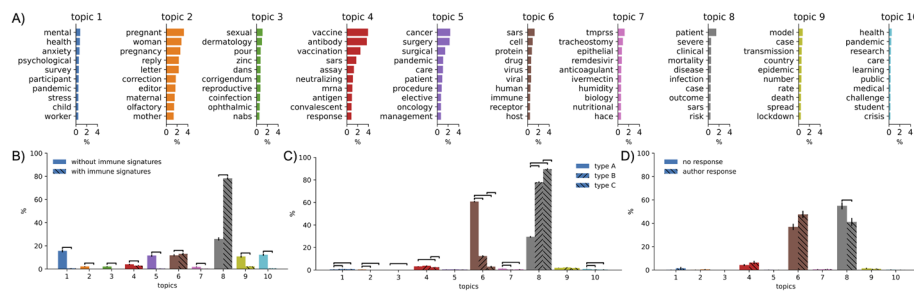 A)
topic 1
mental
health
anxiety
psychological
survey
participant
pandemic
stress
child
worker
0 2 4
%
topic 2
pregnant
woman
pregnancy
reply
letter
correction
editor
maternal
olfactory
mother
0 2 4
%
topic 3
sexual
dermatology
pour
zinc
dans
corrigendum
reproductive
coinfection
ophthalmic
nabs
0 2 4
%
topic 4
vaccine
antibody
vaccination
sars
assay
neutralizing
mrna
antigen
convalescent
response
0 2 4
%
topic 5
cancer
surgery
surgical
pandemic
care
patient
procedure
elective
oncology
management
0 2 4
%
topic 6
sars
cell
protein
drug
virus
viral
human
immune
receptor
host
0 2 4
%
topic 7
tmprss
tracheostomy
epithelial
remdesivir
anticoagulant
ivermectin
humidity
biology
nutritional
hace
0 2 4
%
topic 8
patient
severe
clinical
mortality
disease
infection
case
outcome
sars
risk
0 2 4
%
topic 9
model
case
transmission
country
epidemic
number
rate
death
spread
lockdown
0 2 4
%
topic 10
health
pandemic
research
care
learning
public
medical
challenge
student
crisis
0 2 4
%
B)
100
80
60
40
20
0
%
without immune signatures
with immune signatures
1 2 3 4 5 6 7 8 9 10
topics
C)
100
80
60
40
20
0
%
type A
type B
type C
1 2 3 4 5 6 7 8 9 10
topics
D)
100
80
60
40
20
0
%
no response
author response
1 2 3 4 5 6 7 8 9 10
topics